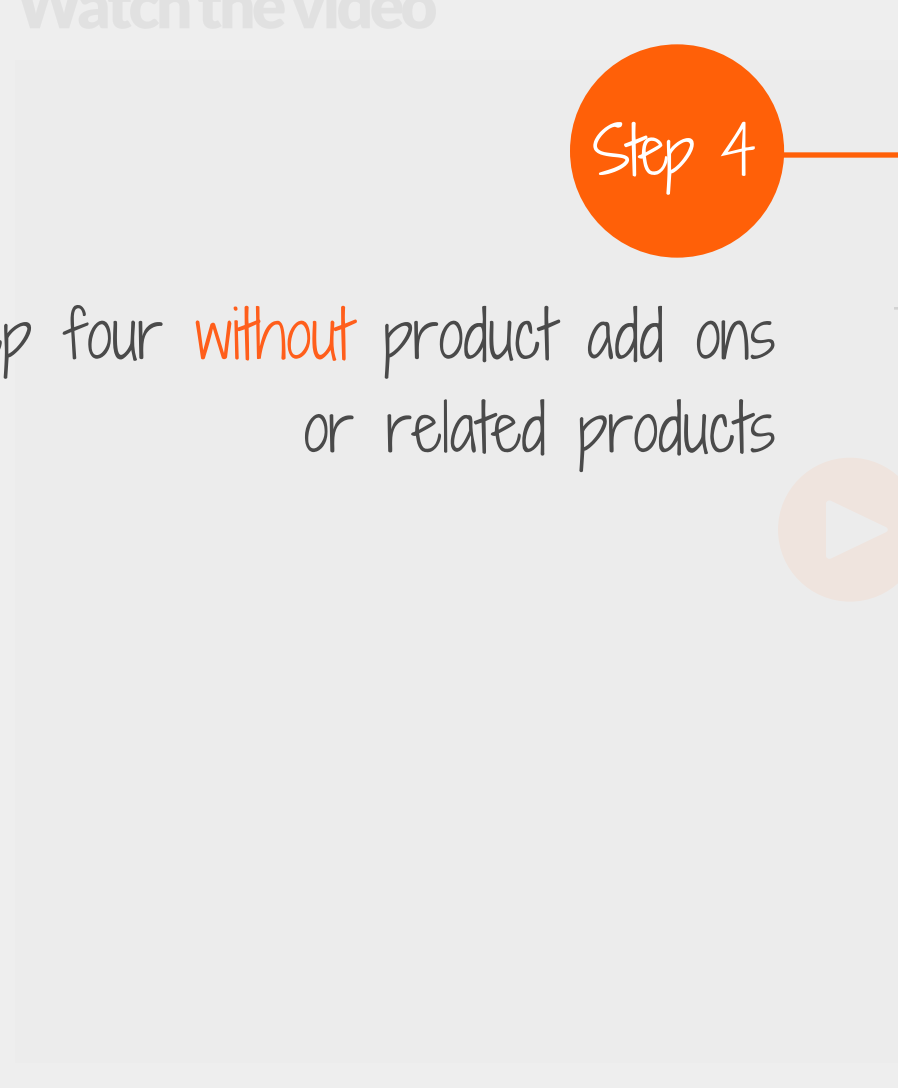 Watch the video
Step 4
four without product add ons
or related products